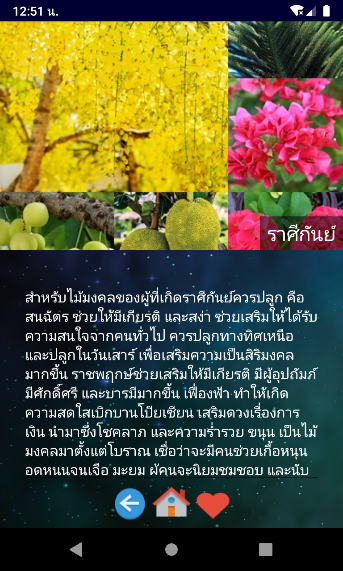 12:51 น.
ราศีกันย์
สำหรับไม้มงคลของผู้ที่เกิดราศีกันย์ควรปลูก คือ
สนฉัตร ช่วยให้มีเกียรติ และสง่า ช่วยเสริมให้ได้รับ
ความสนใจจากคนทั่วไป ควรปลูกทางทิศเหนือ
และปลูกในวันเสาร์ เพื่อเสริมความเป็นสิริมงคล
มากขึ้น ราชพฤกษ์ช่วยเสริมให้มีเกียรติ มีผู้อุปถัมภ์
มีศักดิ์ศรี และบารมีมากขึ้น เฟื่องฟ้า ทำให้เกิด
ความสดใสเบิกบานโป๊ยเซียน เสริมดวงเรื่องการ
เงิน นำมาซึ่งโชคลาภ และความร่ำรวย ขนุน เป็นไม้
มงคลมาตั้งแต่โบราณ เชื่อว่าจะมีคนช่วยเกื้อหนุน
อดหนุนจุนเจือ มะยม ผู้คนจะนิยมชมชอบ และนับ